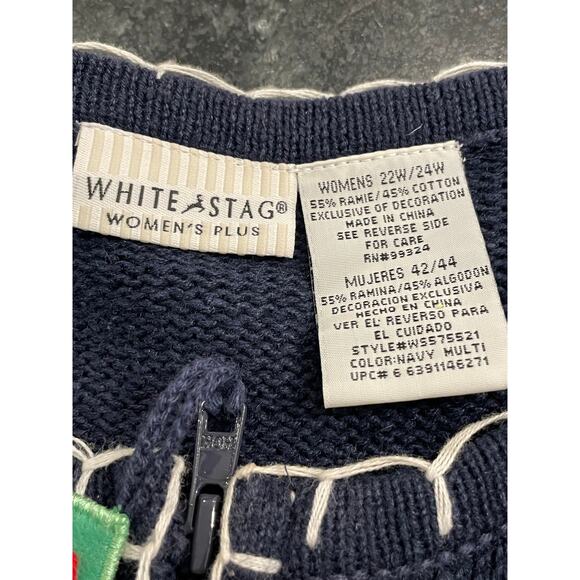 WHITE STAG®
WOMEN'S PLUS
WOMENS 22W/24W
55% RAMIE/45% COTTON
EXCLUSIVE OF DECORATION
MADE IN CHINA
SEE REVERSE SIDE
FOR CARE
RN#99324
MUJERES 42/44
55% RAMINA/45% ALGODON
DECORACION EXCLUSIVA
HECHO EN CHINA
VER EL REVERSO PARA
EL CUIDADO
STYLE#WS575521
COLOR:NAVY MULTI
UPC# 6 6391146271